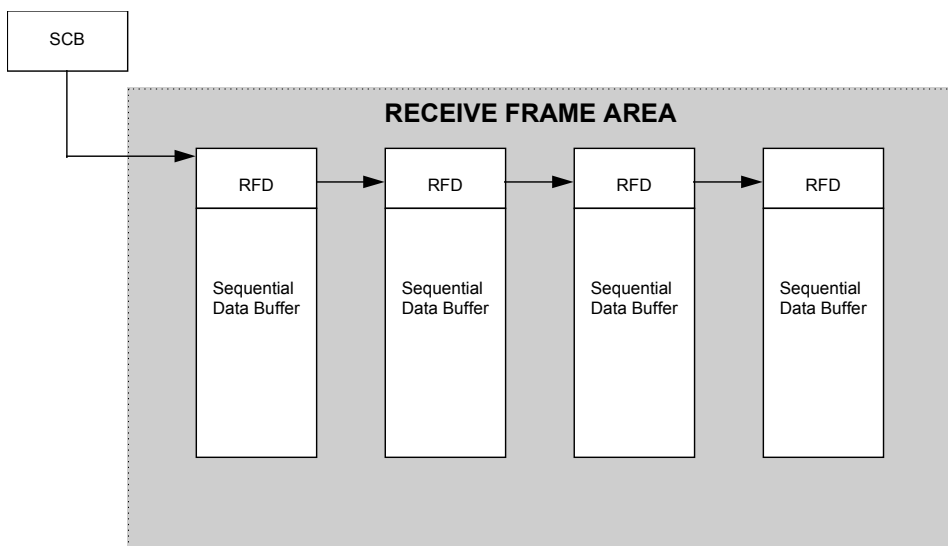 SCB
RECEIVE FRAME AREA
RFD
RFD
RFD
RFD
Sequential
Data Buffer
Sequential
Data Buffer
Sequential
Data Buffer
Sequential
Data Buffer